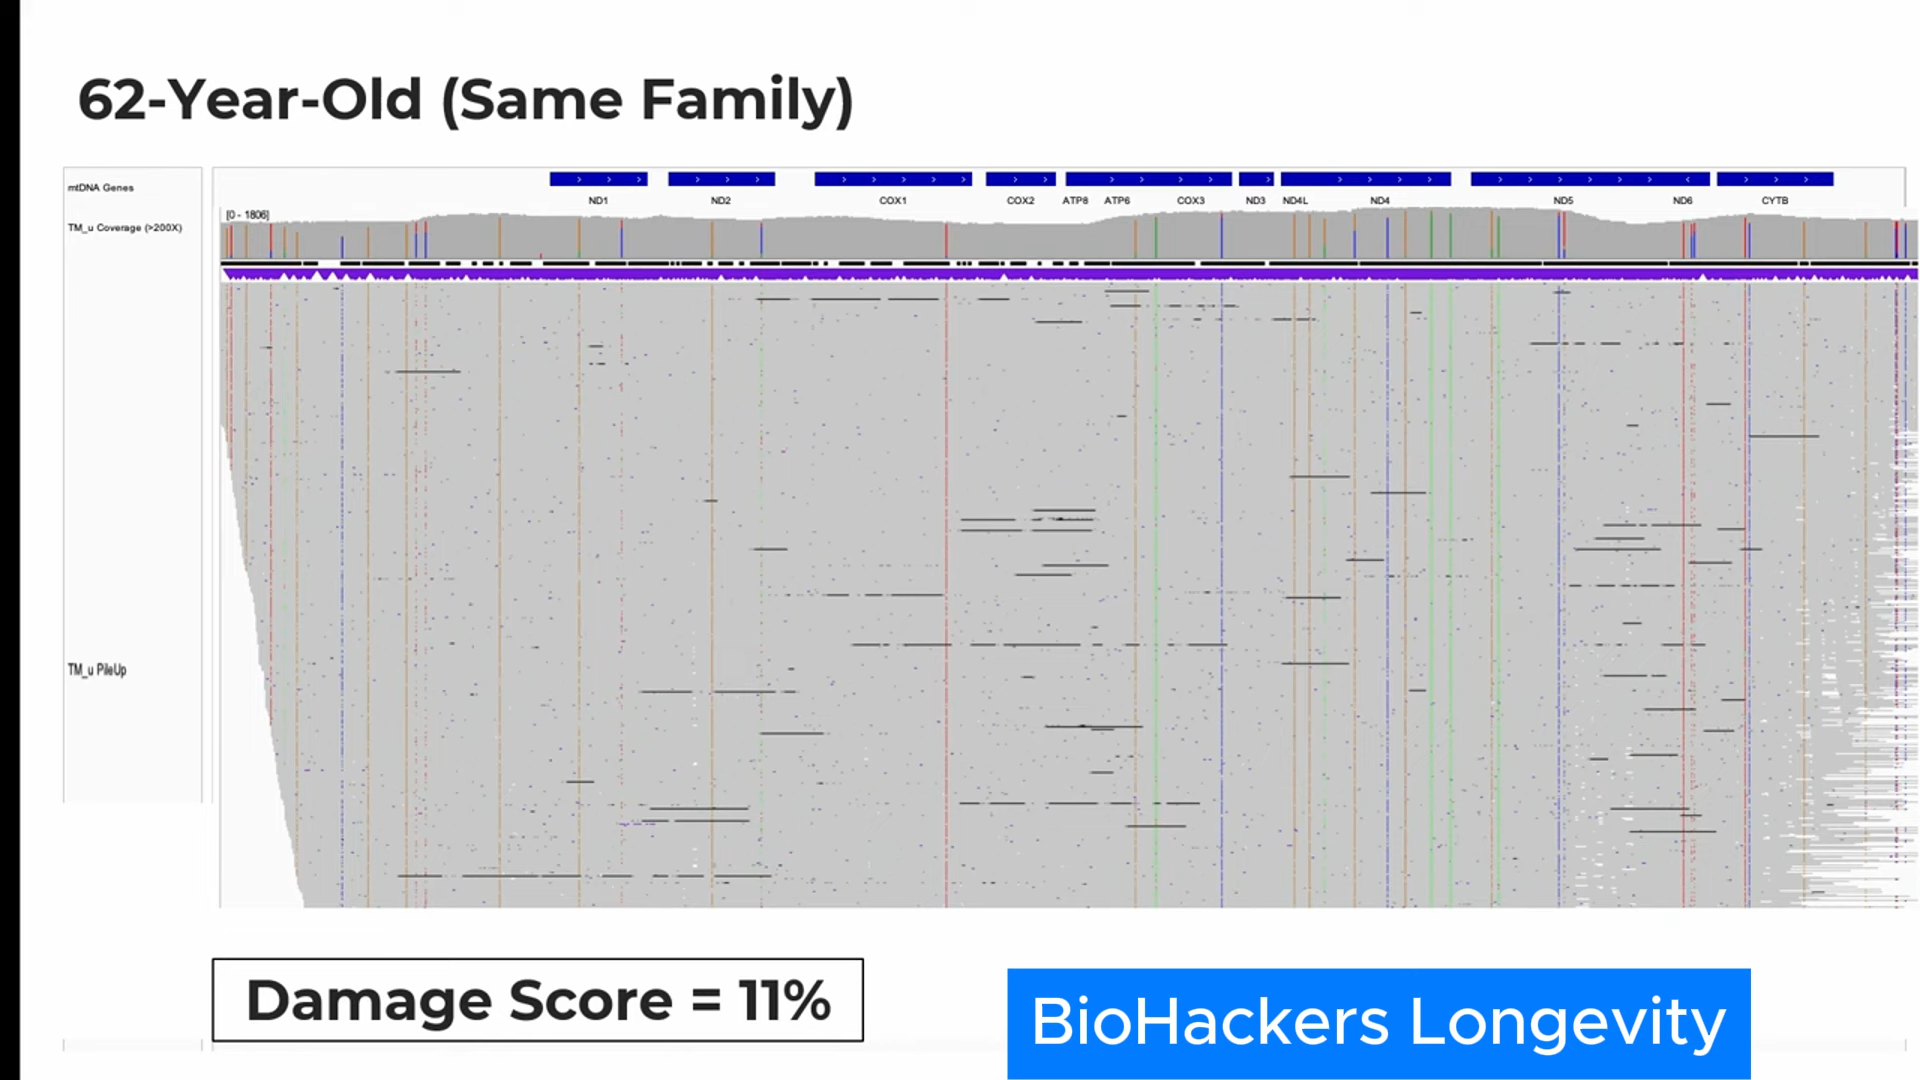 62-Year-Old (Same Family)
mtDNA Genes
ND1 ND2 COX1 COX2 ATP8 ATP6 COX3 ND3 ND4L ND4 ND5 ND6 CYTB
[0 - 1806]
TM_u Coverage (>200X)
TM_u PileUp
Damage Score = 11%
BioHackers Longevity